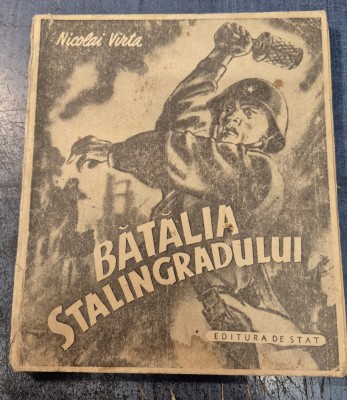 Nicolai Virta
BĂTĂLIA
STALINGRADULUI
EDITURA DE STAT